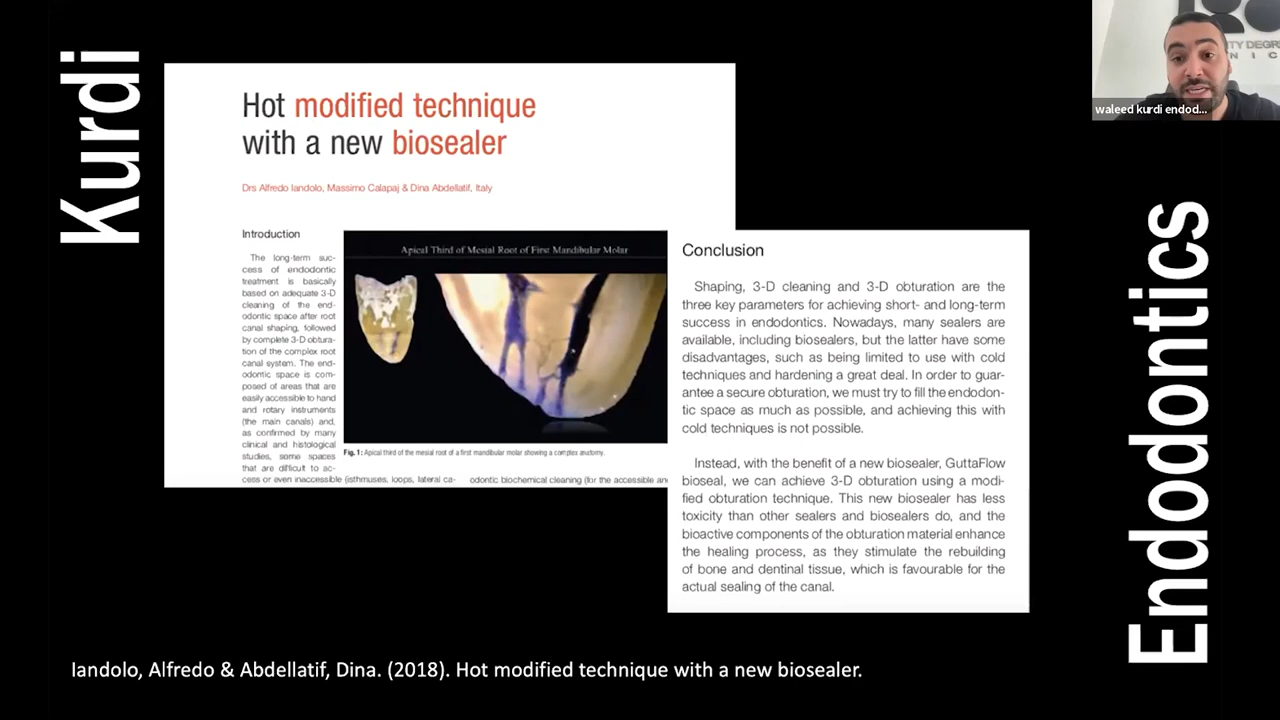 Kurdi
Hot modified technique
with a new biosealer
Drs Alfredo Iandolo, Massimo Calapaj & Dina Abdellatif, Italy
Introduction
The long-term suc-
cess of endodontic
treatment is basically
based on adequate 3-D
cleaning of the end-
odontic space after root
canal shaping, followed
by complete 3-D obtura-
tion of the complex root
canal system. The end-
odontic space is com-
posed of areas that are
easily accessible to hand
and rotary instruments
(the main canals) and,
as confirmed by many
clinical and histological
studies, some spaces
that are difficult to ac-
cess or even inaccessible (isthmuses, loops, lateral ca-
Apical Third of Mesial Root of First Mandibular Molar
Fig. 1: Apical third of the mesial root of a first mandibular molar showing a complex anatomy.
odontic biochemical cleaning (for the accessible an
Conclusion
Shaping, 3-D cleaning and 3-D obturation are the
three key parameters for achieving short- and long-term
success in endodontics. Nowadays, many sealers are
available, including biosealers, but the latter have some
disadvantages, such as being limited to use with cold
techniques and hardening a great deal. In order to guar-
antee a secure obturation, we must try to fill the endodon-
tic space as much as possible, and achieving this with
cold techniques is not possible.
Instead, with the benefit of a new biosealer, GuttaFlow
bioseal, we can achieve 3-D obturation using a modi-
fied obturation technique. This new biosealer has less
toxicity than other sealers and biosealers do, and the
bioactive components of the obturation material enhance
the healing process, as they stimulate the rebuilding
of bone and dentinal tissue, which is favourable for the
actual sealing of the canal.
Endodontics
TY DEGR
N I C
waleed kurdi endod...
Iandolo, Alfredo & Abdellatif, Dina. (2018). Hot modified technique with a new biosealer.